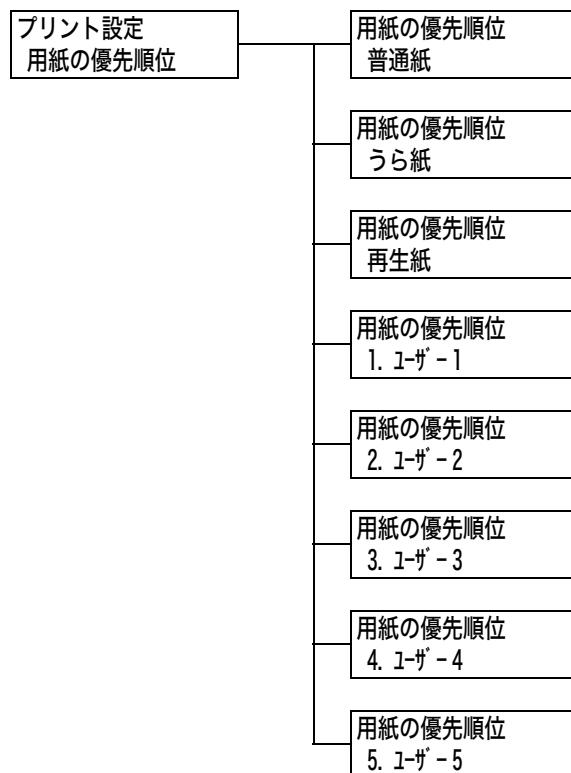 プリント設定
用紙の優先順位
用紙の優先順位
普通紙
用紙の優先順位
うら紙
用紙の優先順位
再生紙
用紙の優先順位
1. ﾕｰｻﾞｰ1
用紙の優先順位
2. ﾕｰｻﾞｰ2
用紙の優先順位
3. ﾕｰｻﾞｰ3
用紙の優先順位
4. ﾕｰｻﾞｰ4
用紙の優先順位
5. ﾕｰｻﾞｰ5